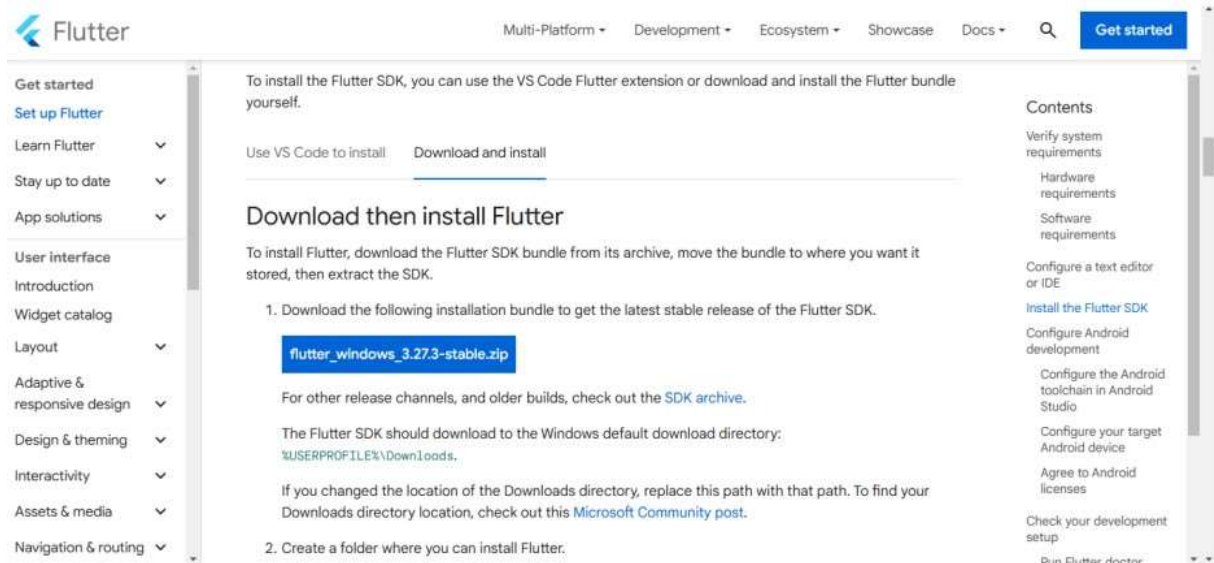 Flutter
Multi-Platform
Development
Ecosystem
Showcase
Docs
Get started
Get started
Set up Flutter
Learn Flutter
Stay up to date
App solutions
User interface
Introduction
Widget catalog
Layout
Adaptive &
responsive design
Design & theming
Interactivity
Assets & media
Navigation & routing
To install the Flutter SDK, you can use the VS Code Flutter extension or download and install the Flutter bundle
yourself.
Use VS Code to install
Download and install
Download then install Flutter
To install Flutter, download the Flutter SDK bundle from its archive, move the bundle to where you want it
stored, then extract the SDK.
1. Download the following installation bundle to get the latest stable release of the Flutter SDK.
flutter_windows_3.27.3-stable.zip
For other release channels, and older builds, check out the SDK archive.
The Flutter SDK should download to the Windows default download directory:
%USERPROFILE%\Downloads.
If you changed the location of the Downloads directory, replace this path with that path. To find your
Downloads directory location, check out this Microsoft Community post.
2. Create a folder where you can install Flutter.
Contents
Verify system
requirements
Hardware
requirements
Software
requirements
Configure a text editor
or IDE
Install the Flutter SDK
Configure Android
development
Configure the Android
toolchain in Android
Studio
Configure your target
Android device
Agree to Android
licenses
Check your development
setup
Run Flutter doctor